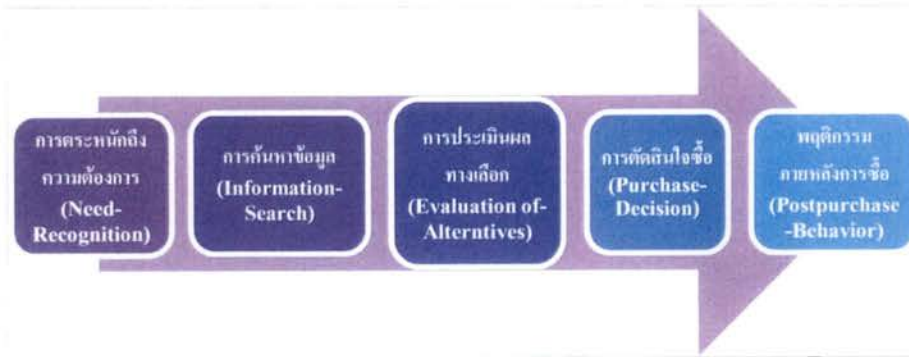 การตระหนักถึง
ความต้องการ
(Need-
Recognition)
การค้นหาข้อมูล
(Information-
Search)
การประเมินผล
ทางเลือก
(Evaluation of-
Alterntives)
การตัดสินใจซื้อ
(Purchase-
Decision)
พฤติกรรม
ภายหลังการซื้อ
(Postpurchase
-Behavior)